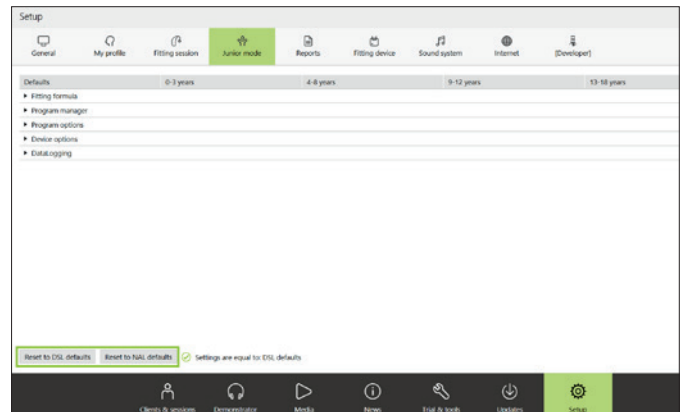 Setup
General My profile Fitting session Junior mode Reports Fitting device Sound system Internet [Developer]
Defaults 0-3 years 4-8 years 9-12 years 13-18 years
Fitting formula
Program manager
Program options
Device options
DataLogging
Reset to DSL defaults Reset to NAL defaults Settings are equal to: DSL defaults
Clients & sessions Demonstrator Media News Trial & tools Updates Setup